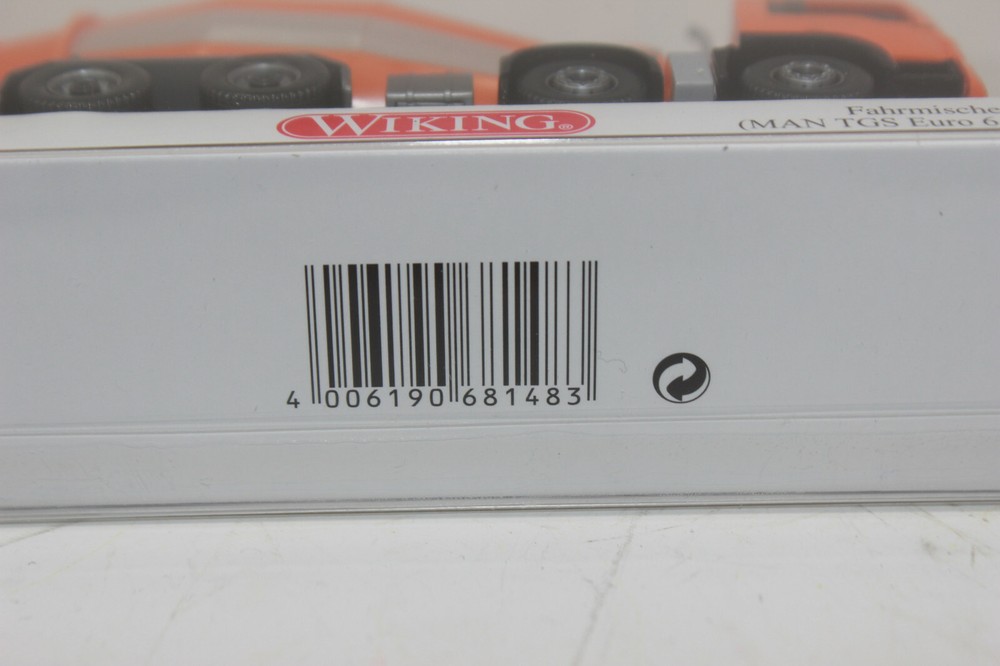 WIKING®
Fahrmische
(MAN TGS Euro 6
4 006190 681483